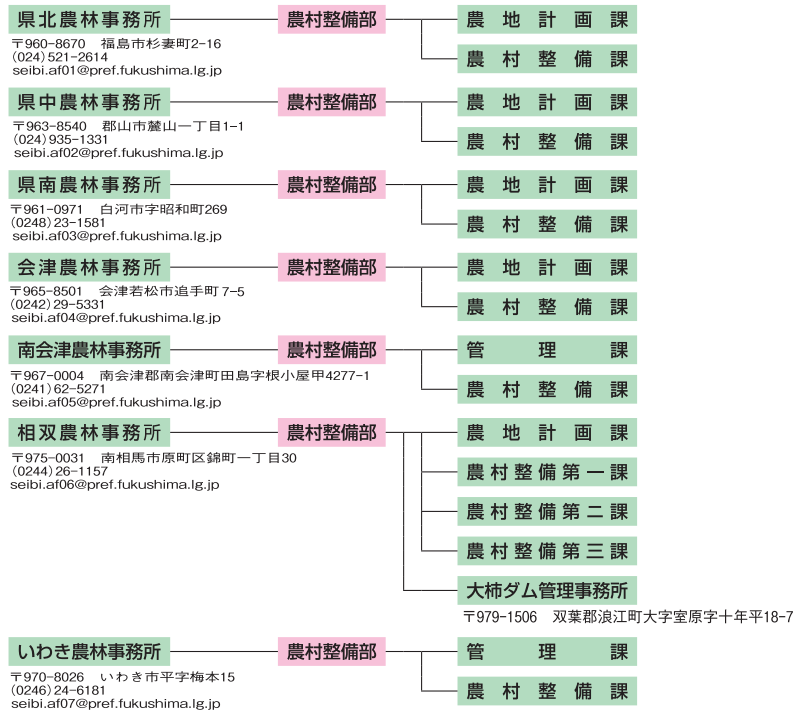 県北農林事務所 農村整備部 農地計画課
〒960-8670 福島市杉妻町2-16
(024)521-2614
農村整備課
seibi.af01@pref.fukushima.lg.jp
県中農林事務所 農村整備部 農地計画課
〒963-8540 郡山市麓山一丁目1-1
(024)935-1331
農村整備課
seibi.af02@pref.fukushima.lg.jp
県南農林事務所 農村整備部 農地計画課
〒961-0971 白河市字昭和町269
(0248)23-1581
農村整備課
seibi.af03@pref.fukushima.lg.jp
会津農林事務所 農村整備部 農地計画課
〒965-8501 会津若松市追手町7-5
(0242)29-5331
農村整備課
seibi.af04@pref.fukushima.lg.jp
南会津農林事務所 農村整備部 管理課
〒967-0004 南会津郡南会津町田島字根小屋甲4277-1
(0241)62-5271
農村整備課
seibi.af05@pref.fukushima.lg.jp
相双農林事務所 農村整備部 農地計画課
〒975-0031 南相馬市原町区錦町一丁目30
(0244)26-1157
農村整備第一課
seibi.af06@pref.fukushima.lg.jp
農村整備第二課
農村整備第三課
大柿ダム管理事務所
〒979-1506 双葉郡浪江町大字室原字十年平18-7
いわき農林事務所 農村整備部 管理課
〒970-8026 いわき市平字梅本15
(0246)24-6181
農村整備課
seibi.af07@pref.fukushima.lg.jp